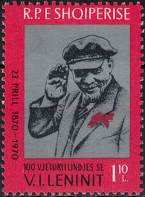 R.P.E SHQIPERISE
22 PRILL 1870-1970
100 VJETORI I LINDJES SE
V.I. LENINIT
1.10 L.